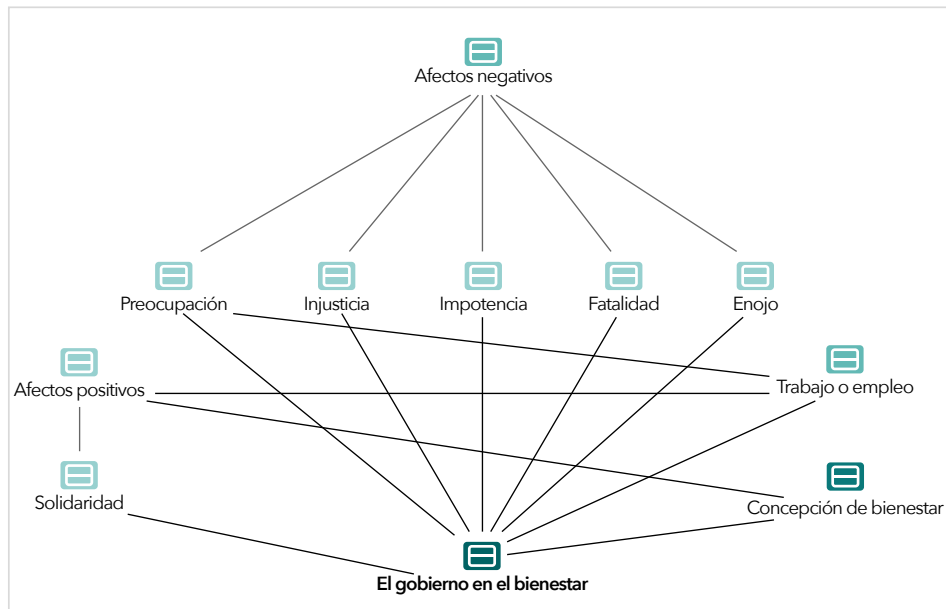 Afectos negativos
Preocupación
Injusticia
Impotencia
Fatalidad
Enojo
Afectos positivos
Trabajo o empleo
Solidaridad
Concepción de bienestar
El gobierno en el bienestar